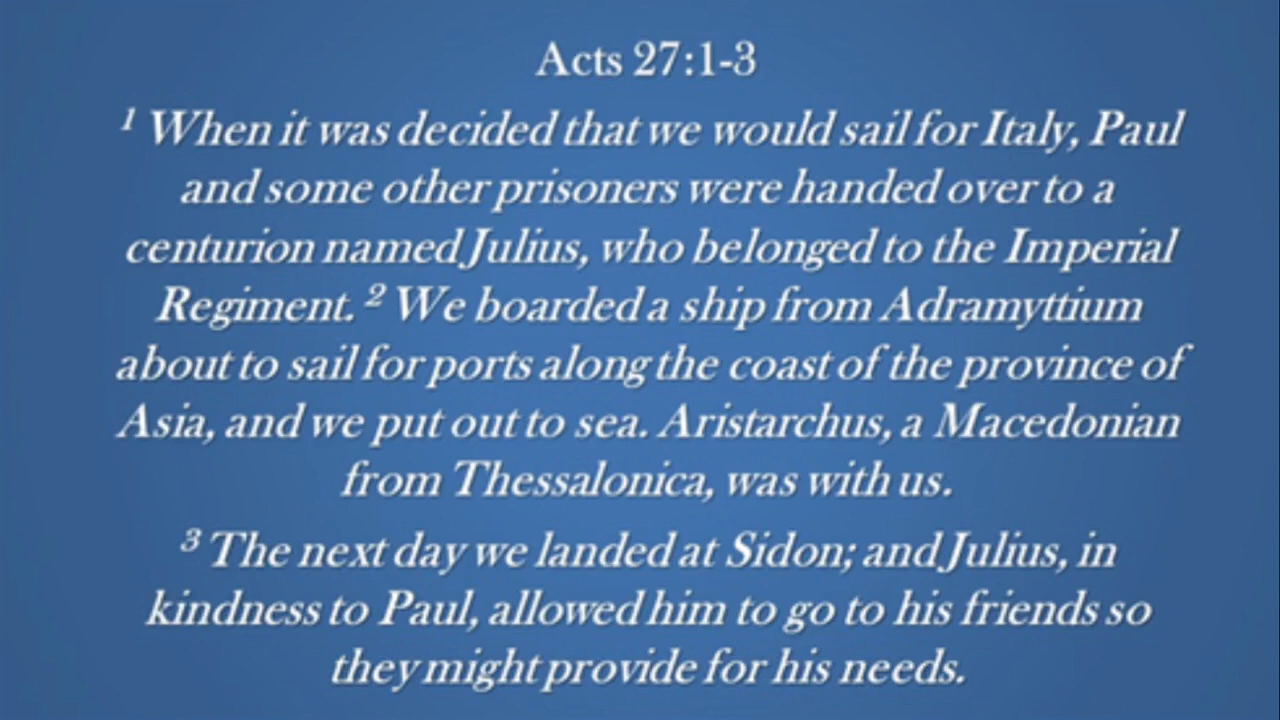 Acts 27:1-3
1 When it was decided that we would sail for Italy, Paul
and some other prisoners were handed over to a
centurion named Julius, who belonged to the Imperial
Regiment. 2 We boarded a ship from Adramyttium
about to sail for ports along the coast of the province of
Asia, and we put out to sea. Aristarchus, a Macedonian
from Thessalonica, was with us.
3 The next day we landed at Sidon; and Julius, in
kindness to Paul, allowed him to go to his friends so
they might provide for his needs.